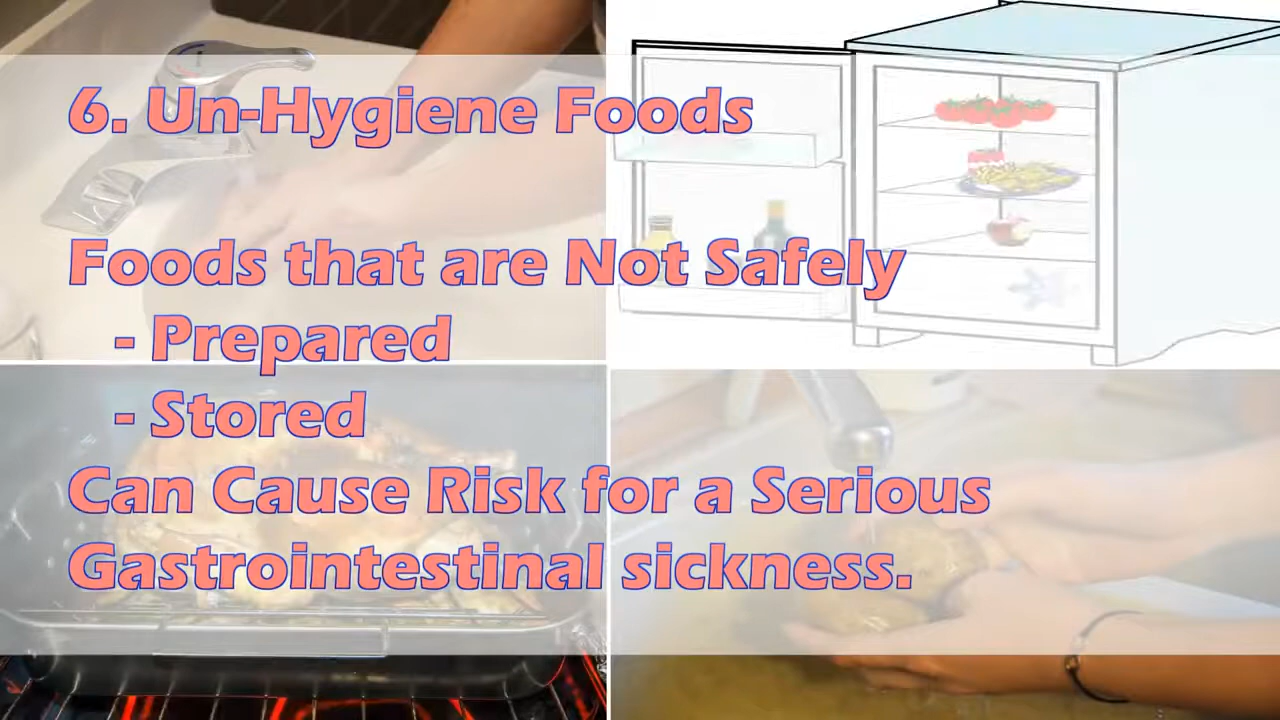 6. Un-Hygiene Foods
Foods that are Not Safely
- Prepared
- Stored
Can Cause Risk for a Serious
Gastrointestinal sickness.